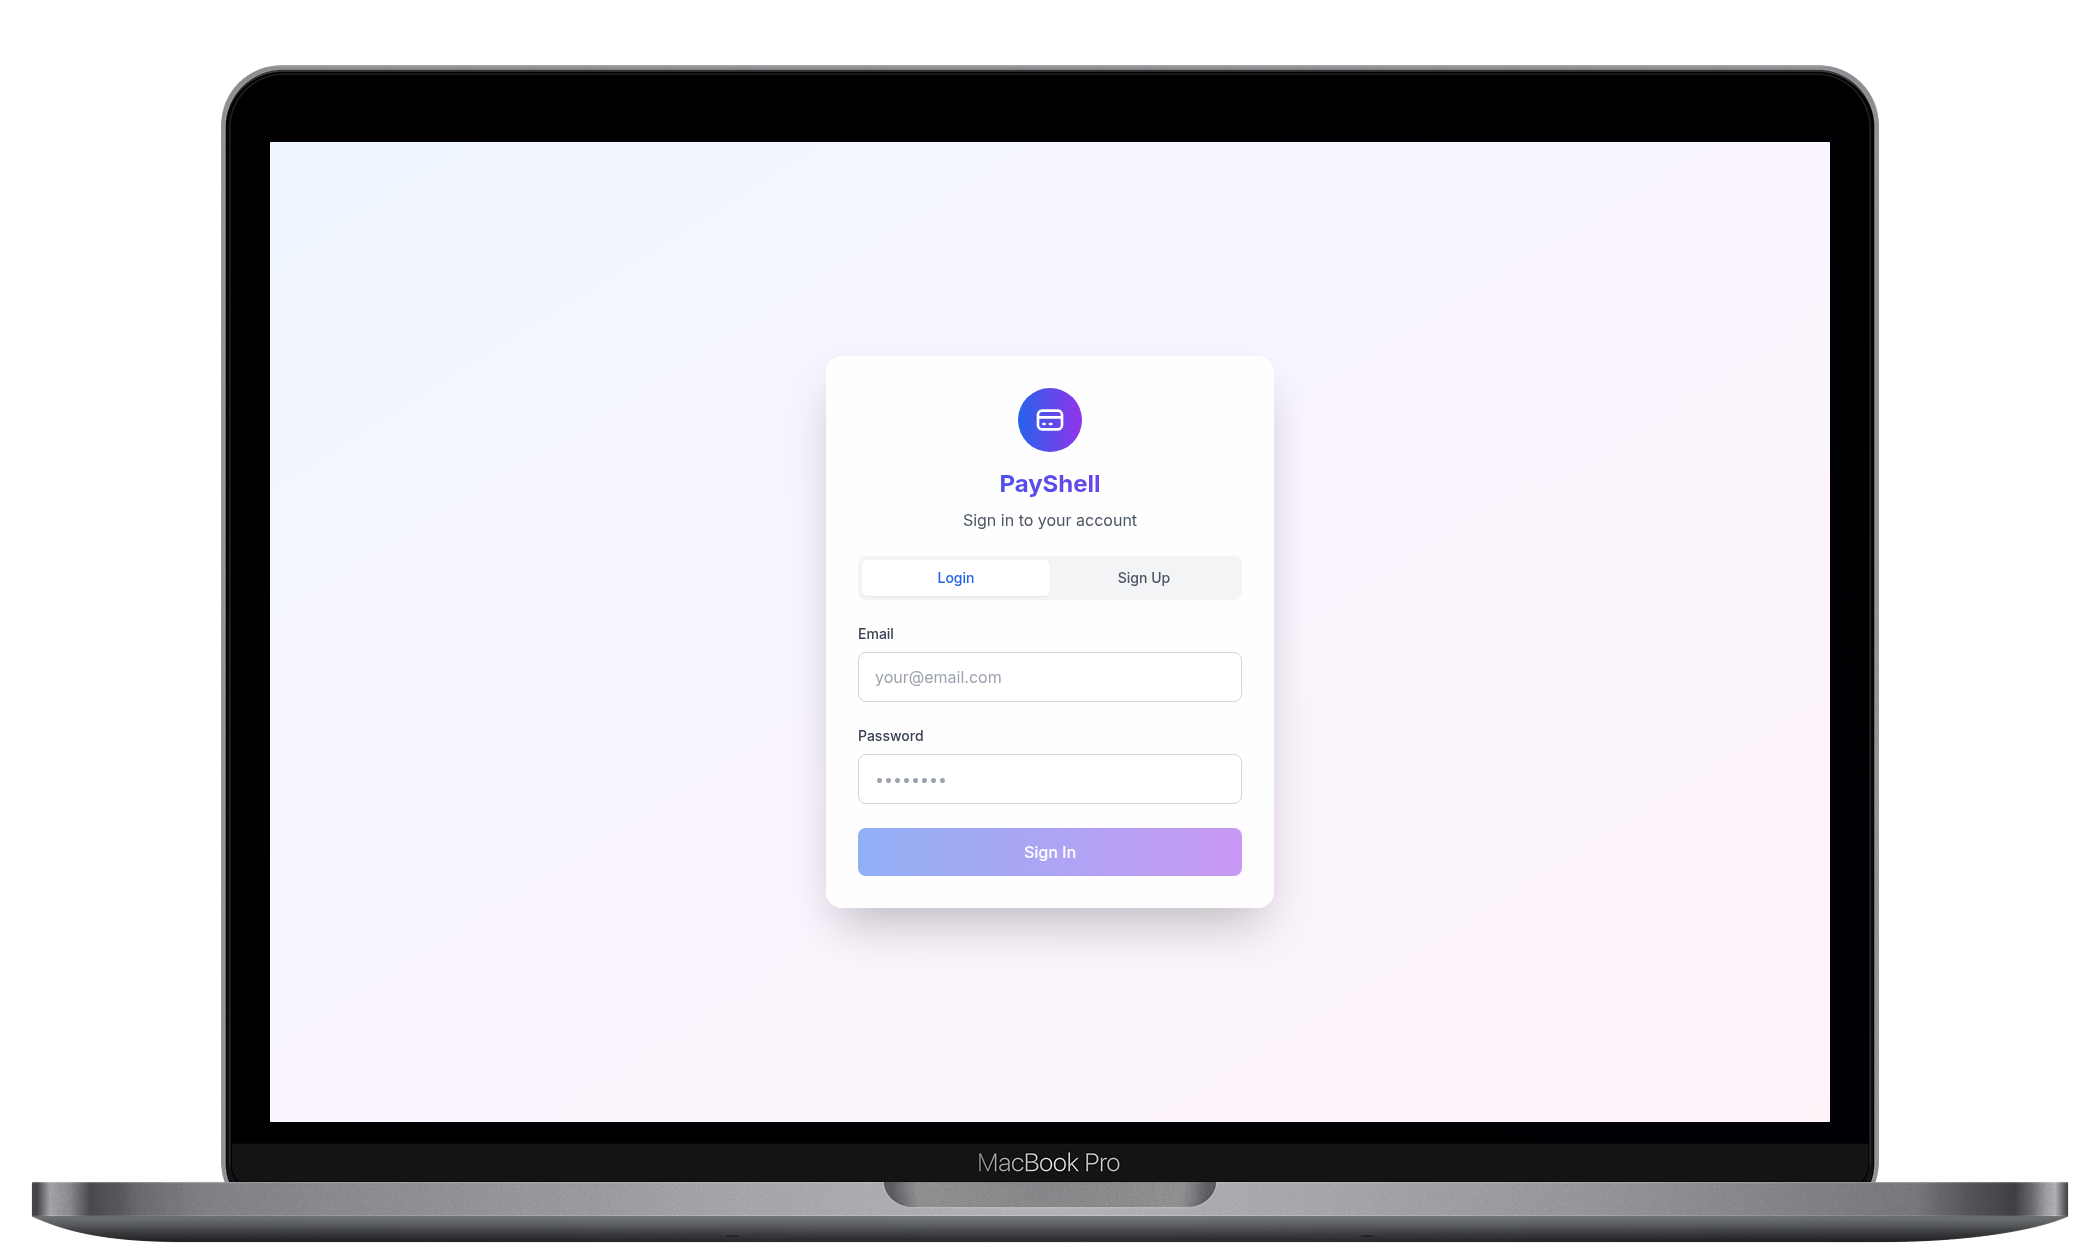 PayShell
Sign in to your account
Login
Sign Up
Email
your@email.com
Password
••••••••
Sign In
MacBook Pro